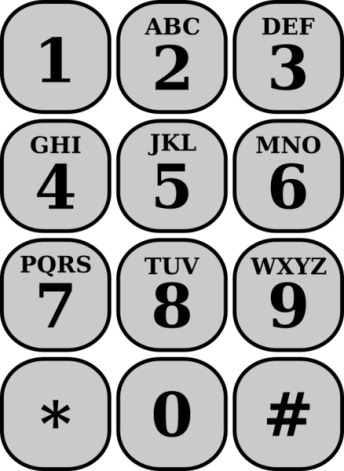 1 ABC 2 DEF 3
GHI 4 JKL 5 MNO 6
PQRS 7 TUV 8 WXYZ 9
* 0 #